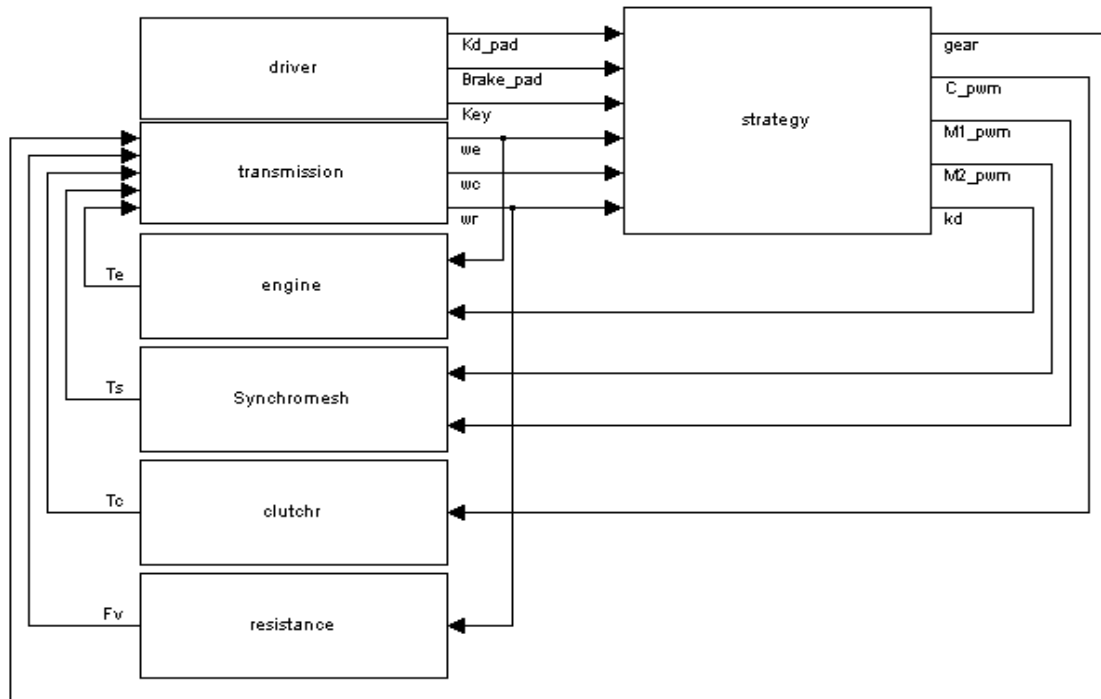 driver
Kd_pad
Brake_pad
Key
strategy
gear
C_pwm
M1_pwm
M2_pwm
kd
transmission
we
wc
wr
Te
engine
Ts
Synchromesh
Tc
clutchr
Fv
resistance